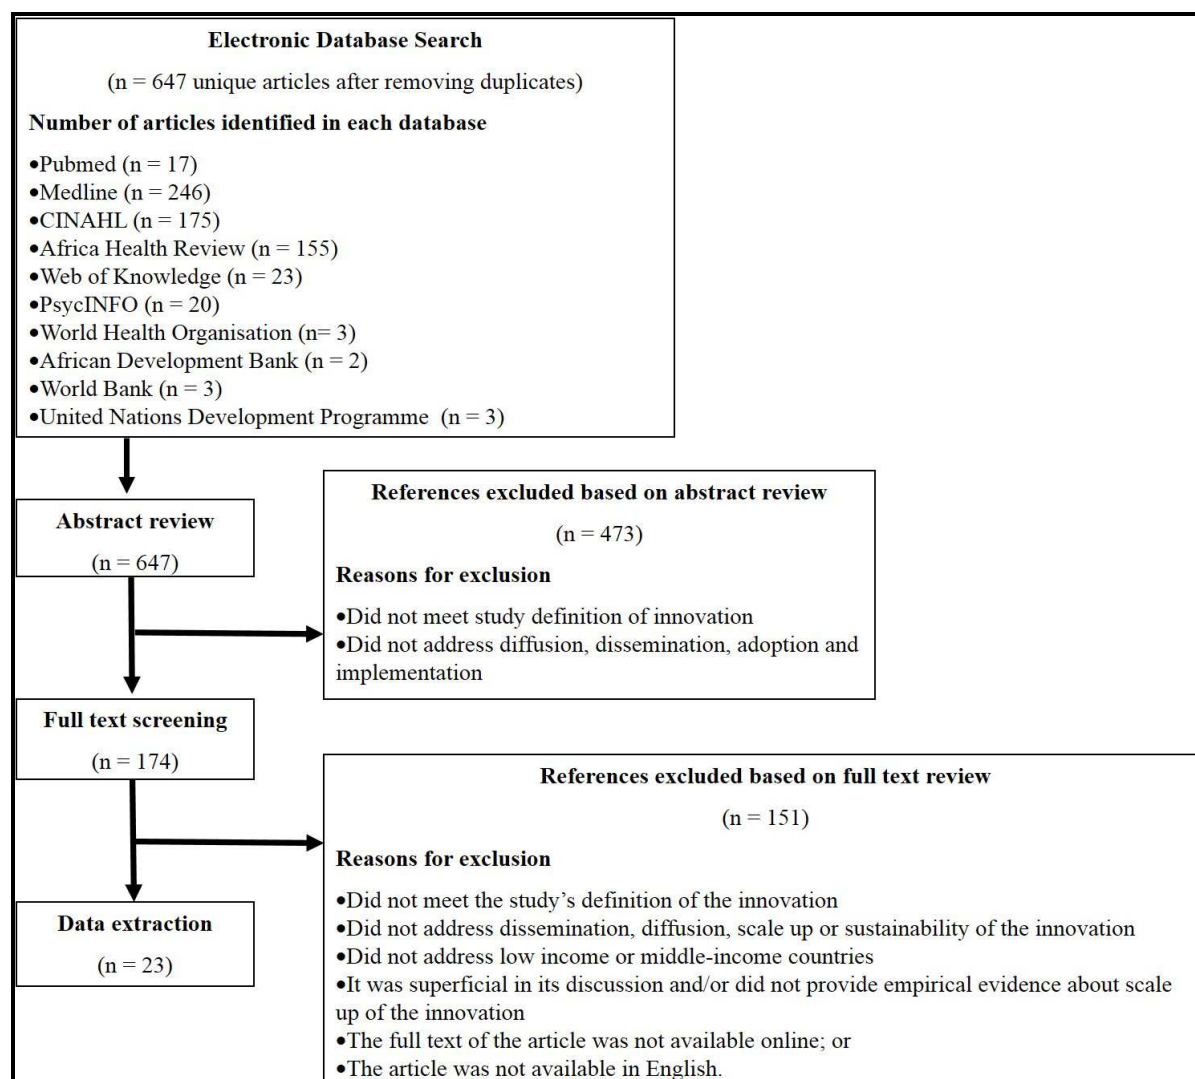 Electronic Database Search
(n = 647 unique articles after removing duplicates)
Number of articles identified in each database
•Pubmed (n = 17)
•Medline (n = 246)
•CINAHL (n = 175)
•Africa Health Review (n = 155)
•Web of Knowledge (n = 23)
•PsycINFO (n = 20)
•World Health Organisation (n= 3)
•African Development Bank (n = 2)
•World Bank (n = 3)
•United Nations Development Programme  (n = 3)
Abstract review
(n = 647)
References excluded based on abstract review
(n = 473)
Reasons for exclusion
•Did not meet study definition of innovation
•Did not address diffusion, dissemination, adoption and
implementation
Full text screening
(n = 174)
References excluded based on full text review
(n = 151)
Reasons for exclusion
•Did not meet the study’s definition of the innovation
•Did not address dissemination, diffusion, scale up or sustainability of the innovation
•Did not address low income or middle-income countries
•It was superficial in its discussion and/or did not provide empirical evidence about scale
up of the innovation
•The full text of the article was not available online; or
•The article was not available in English.
Data extraction
(n = 23)